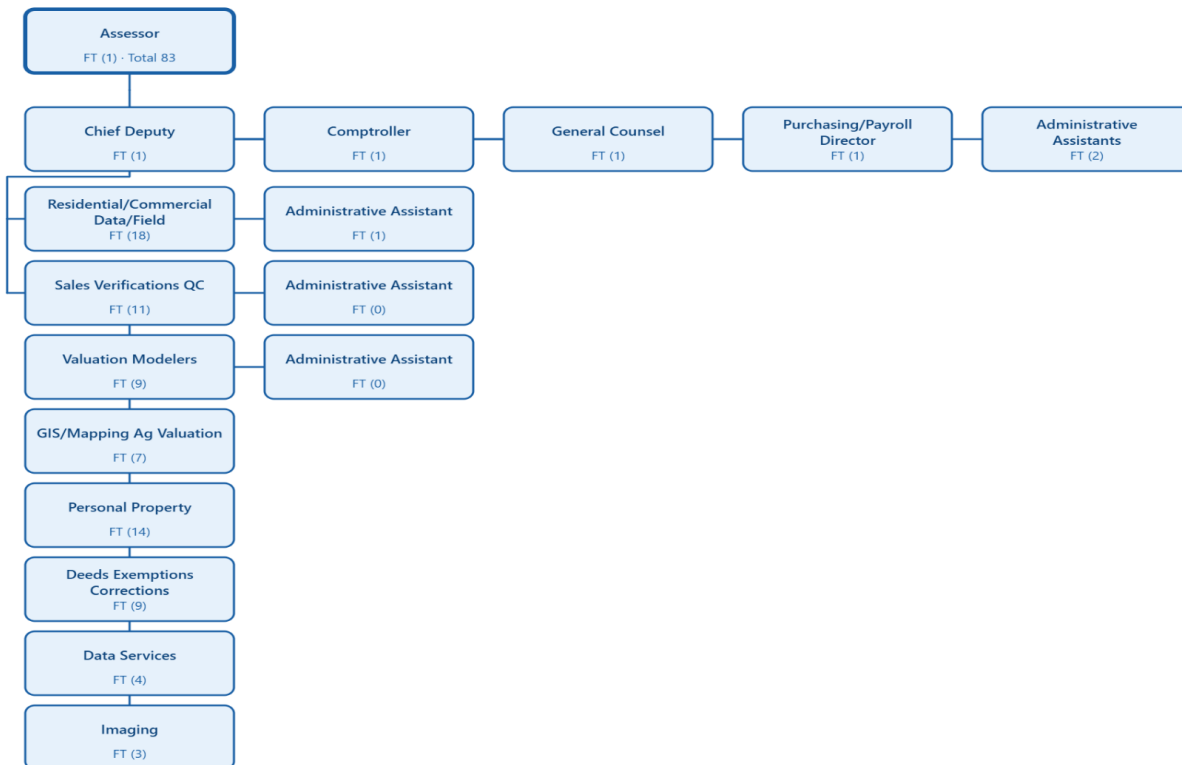 Assessor
FT (1) · Total 83
Chief Deputy
FT (1)
Comptroller
FT (1)
General Counsel
FT (1)
Purchasing/Payroll
Director
FT (1)
Administrative
Assistants
FT (2)
Residential/Commercial
Data/Field
FT (18)
Administrative Assistant
FT (1)
Sales Verifications QC
FT (11)
Administrative Assistant
FT (0)
Valuation Modelers
FT (9)
Administrative Assistant
FT (0)
GIS/Mapping Ag Valuation
FT (7)
Personal Property
FT (14)
Deeds Exemptions
Corrections
FT (9)
Data Services
FT (4)
Imaging
FT (3)